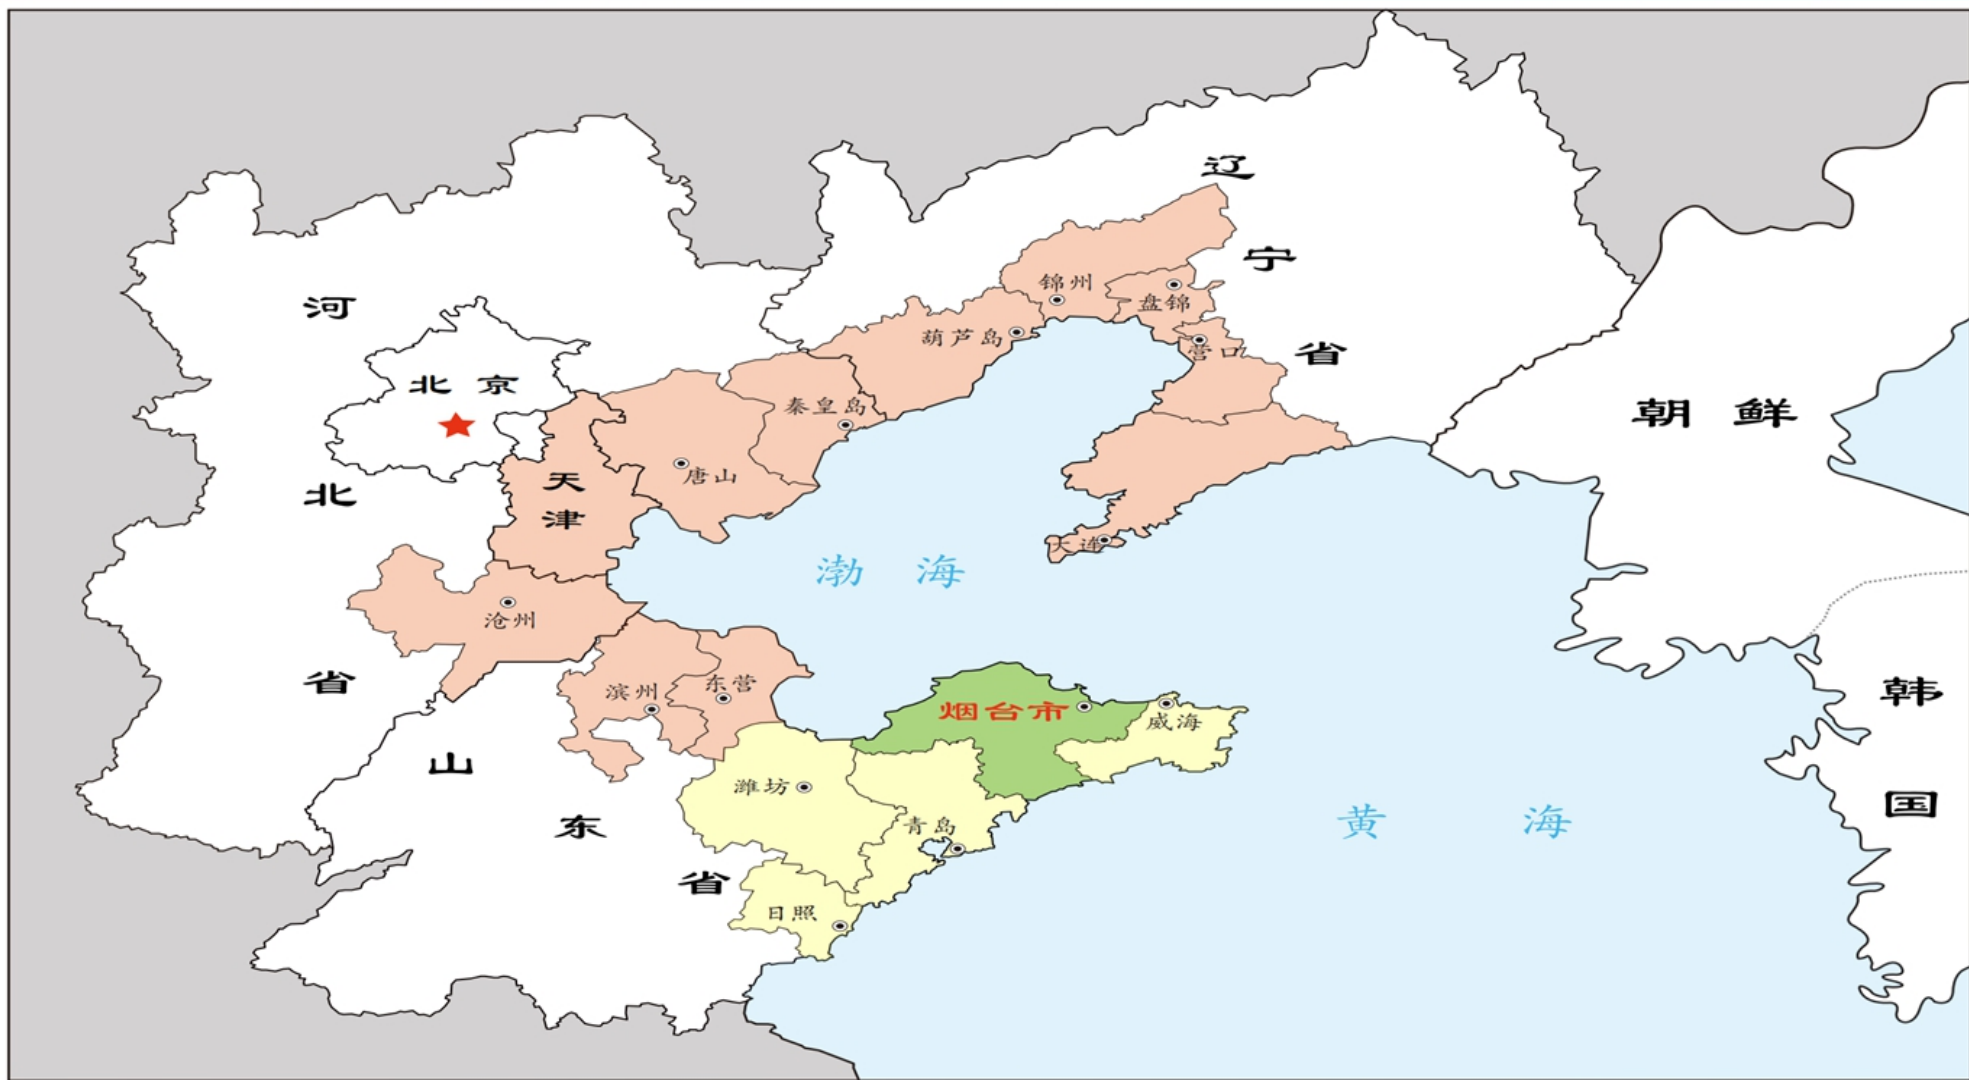 辽宁省
锦州
盘锦
河北省
葫芦岛
营口
北京
秦皇岛
朝鲜
唐山
天津
大连
渤海
沧州
滨州
东营
烟台市
威海
韩国
山东省
潍坊
青岛
黄海
日照